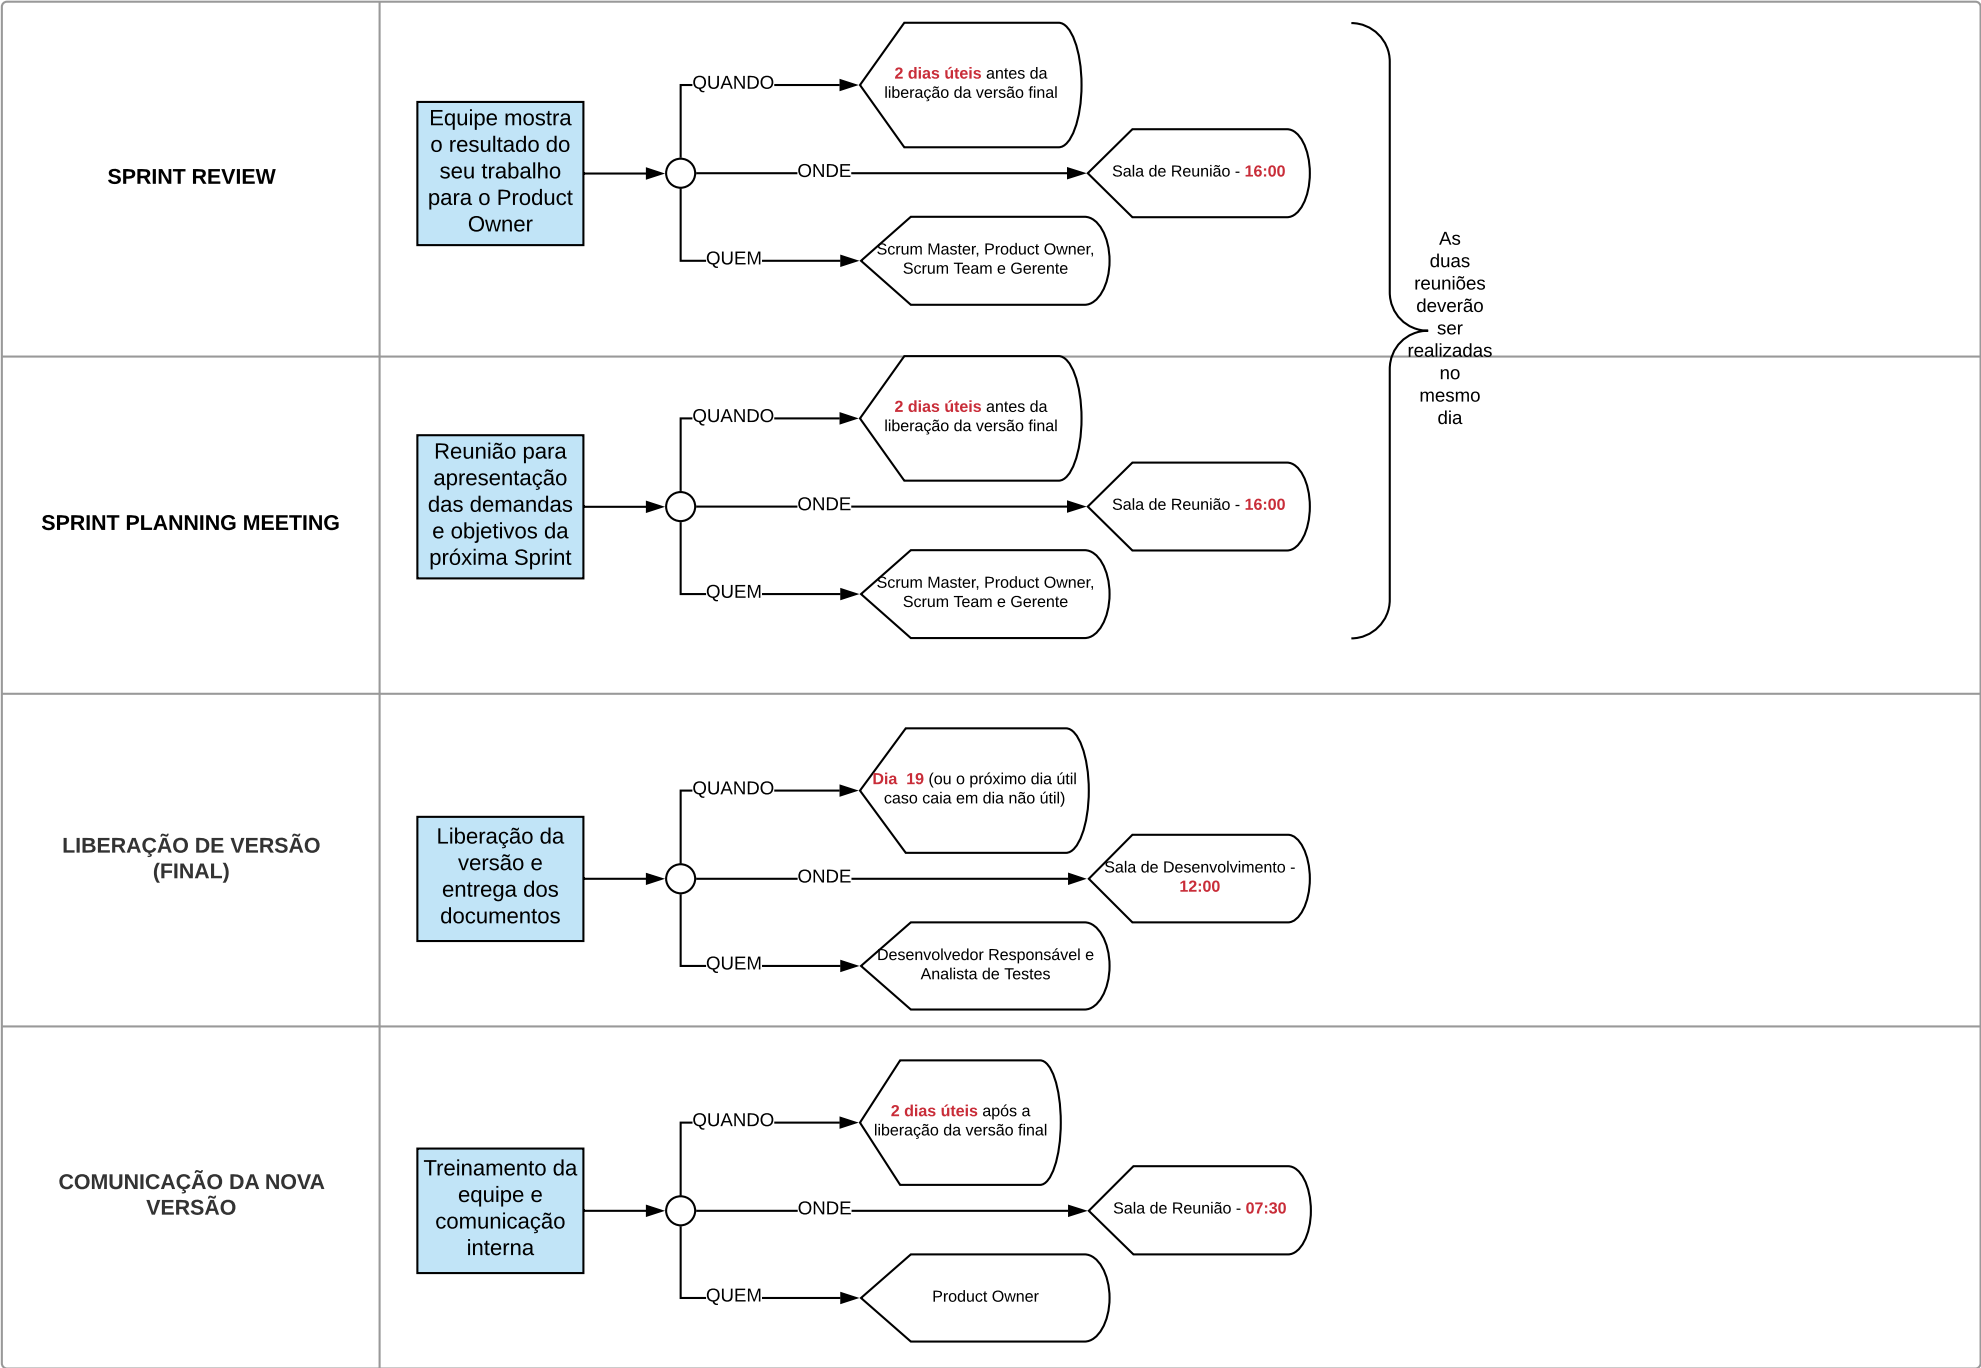 SPRINT REVIEW
Equipe mostra
o resultado do
seu trabalho
para o Product
Owner
QUANDO
2 dias úteis antes da
liberação da versão final
ONDE
Sala de Reunião - 16:00
QUEM
Scrum Master, Product Owner,
Scrum Team e Gerente
As
duas
reuniões
deverão
ser
realizadas
no
mesmo
dia
SPRINT PLANNING MEETING
Reunião para
apresentação
das demandas
e objetivos da
próxima Sprint
QUANDO
2 dias úteis antes da
liberação da versão final
ONDE
Sala de Reunião - 16:00
QUEM
Scrum Master, Product Owner,
Scrum Team e Gerente
LIBERAÇÃO DE VERSÃO
(FINAL)
Liberação da
versão e
entrega dos
documentos
QUANDO
Dia  19 (ou o próximo dia útil
caso caia em dia não útil)
ONDE
Sala de Desenvolvimento -
12:00
QUEM
Desenvolvedor Responsável e
Analista de Testes
COMUNICAÇÃO DA NOVA
VERSÃO
Treinamento da
equipe e
comunicação
interna
QUANDO
2 dias úteis após a
liberação da versão final
ONDE
Sala de Reunião - 07:30
QUEM
Product Owner